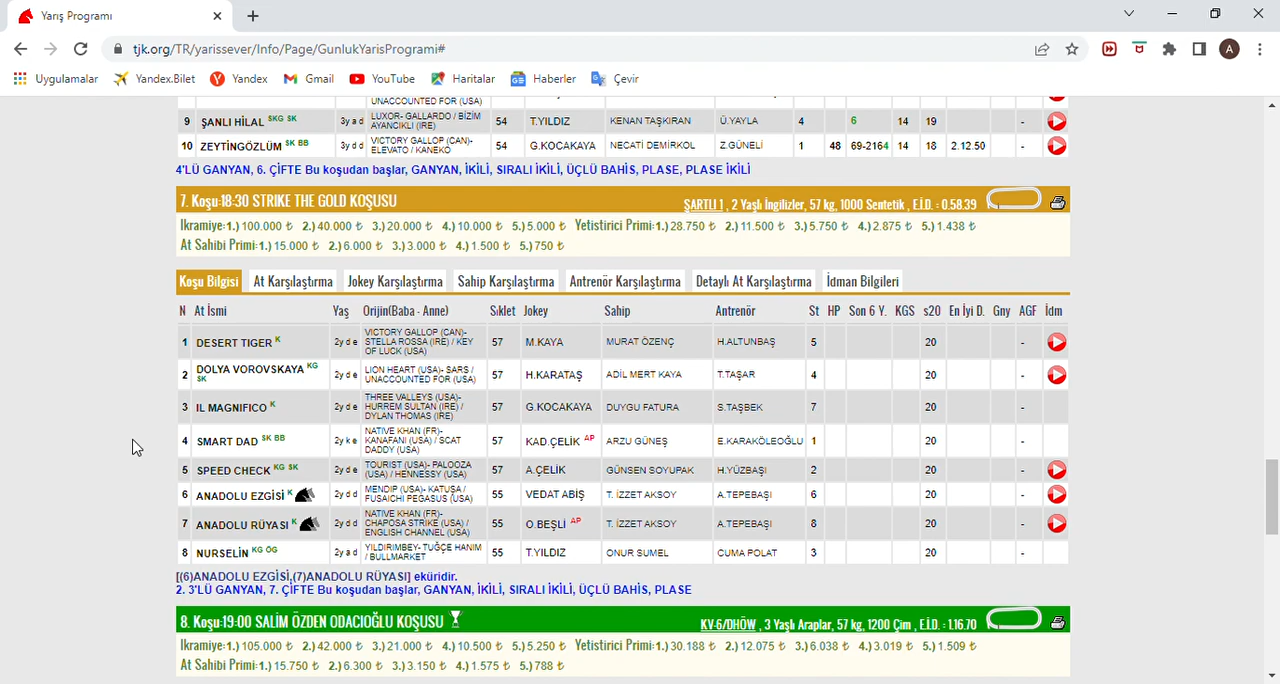 Yarış Programı
tjk.org/TR/yarissever/Info/Page/GunlukYarisProgrami#
A
Uygulamalar Yandex.Bilet Yandex Gmail YouTube Haritalar Haberler Çevir
UNACCOUNTED FOR (USA)
9 ŞANLI HİLAL SKG SK 3y a d LUXOR- GALLARDO / BİZİM AYANCIKLI (IRE) 54 T.YILDIZ KENAN TAŞKIRAN Ü.YAYLA 4 6 14 19 -
10 ZEYTİNGÖZLÜM SK BB 3y d d VICTORY GALLOP (CAN)- ELEVATO / KANEKO 54 G.KOCAKAYA NECATİ DEMİRKOL Z.GÜNELİ 1 48 69-2164 14 18 2.12.50 -
4'LÜ GANYAN, 6. ÇİFTE Bu koşudan başlar, GANYAN, İKİLİ, SIRALI İKİLİ, ÜÇLÜ BAHİS, PLASE, PLASE İKİLİ
7. Koşu:18:30 STRIKE THE GOLD KOŞUSU ŞARTLI 1 , 2 Yaşlı İngilizler, 57 kg, 1000 Sentetik , E.İ.D. : 0.58.39
İkramiye:1.) 100.000 ₺ 2.) 40.000 ₺ 3.) 20.000 ₺ 4.) 10.000 ₺ 5.) 5.000 ₺ Yetistirici Primi:1.) 28.750 ₺ 2.) 11.500 ₺ 3.) 5.750 ₺ 4.) 2.875 ₺ 5.) 1.438 ₺
At Sahibi Primi:1.) 15.000 ₺ 2.) 6.000 ₺ 3.) 3.000 ₺ 4.) 1.500 ₺ 5.) 750 ₺
Koşu Bilgisi At Karşılaştırma Jokey Karşılaştırma Sahip Karşılaştırma Antrenör Karşılaştırma Detaylı At Karşılaştırma İdman Bilgileri
N At İsmi Yaş Orijin(Baba - Anne) Sıklet Jokey Sahip Antrenör St HP Son 6 Y. KGS s20 En İyi D. Gny AGF İdm
1 DESERT TIGER K 2y d e VICTORY GALLOP (CAN)- STELLA ROSSA (IRE) / KEY OF LUCK (USA) 57 M.KAYA MURAT ÖZENÇ H.ALTUNBAŞ 5 20 -
2 DOLYA VOROVSKAYA KG SK 2y d e LION HEART (USA)- SARS / UNACCOUNTED FOR (USA) 57 H.KARATAŞ ADİL MERT KAYA T.TAŞAR 4 20 -
3 IL MAGNIFICO K 2y d e THREE VALLEYS (USA)- HURREM SULTAN (IRE) / DYLAN THOMAS (IRE) 57 G.KOCAKAYA DUYGU FATURA S.TAŞBEK 7 20 -
4 SMART DAD SK BB 2y k e NATIVE KHAN (FR)- KANAFANI (USA) / SCAT DADDY (USA) 57 KAD.ÇELİK AP ARZU GÜNEŞ E.KARAKÖLEOĞLU 1 20 -
5 SPEED CHECK KG SK 2y d e TOURIST (USA)- PALOOZA (USA) / HENNESSY (USA) 57 A.ÇELİK GÜNSEN SOYUPAK H.YÜZBAŞI 2 20 -
6 ANADOLU EZGİSİ K 2y d d MENDIP (USA)- KATUSA / FUSAICHI PEGASUS (USA) 55 VEDAT ABİŞ T. İZZET AKSOY A.TEPEBAŞI 6 20 -
7 ANADOLU RÜYASI K 2y d d NATIVE KHAN (FR)- CHAPOSA STRIKE (USA) / ENGLISH CHANNEL (USA) 55 O.BEŞLİ AP T. İZZET AKSOY A.TEPEBAŞI 8 20 -
8 NURSELİN KG ÖG 2y a d YILDIRIMBEY- TUĞÇE HANIM / BULLMARKET 55 T.YILDIZ ONUR SUMEL CUMA POLAT 3 20 -
[(6)ANADOLU EZGİSİ,(7)ANADOLU RÜYASI] eküridir.
2. 3'LÜ GANYAN, 7. ÇİFTE Bu koşudan başlar, GANYAN, İKİLİ, SIRALI İKİLİ, ÜÇLÜ BAHİS, PLASE
8. Koşu:19:00 SALİM ÖZDEN ODACIOĞLU KOŞUSU KV-6/DHÖW , 3 Yaşlı Araplar, 57 kg, 1200 Çim , E.İ.D. : 1.16.70
İkramiye:1.) 105.000 ₺ 2.) 42.000 ₺ 3.) 21.000 ₺ 4.) 10.500 ₺ 5.) 5.250 ₺ Yetistirici Primi:1.) 30.188 ₺ 2.) 12.075 ₺ 3.) 6.038 ₺ 4.) 3.019 ₺ 5.) 1.509 ₺
At Sahibi Primi:1.) 15.750 ₺ 2.) 6.300 ₺ 3.) 3.150 ₺ 4.) 1.575 ₺ 5.) 788 ₺